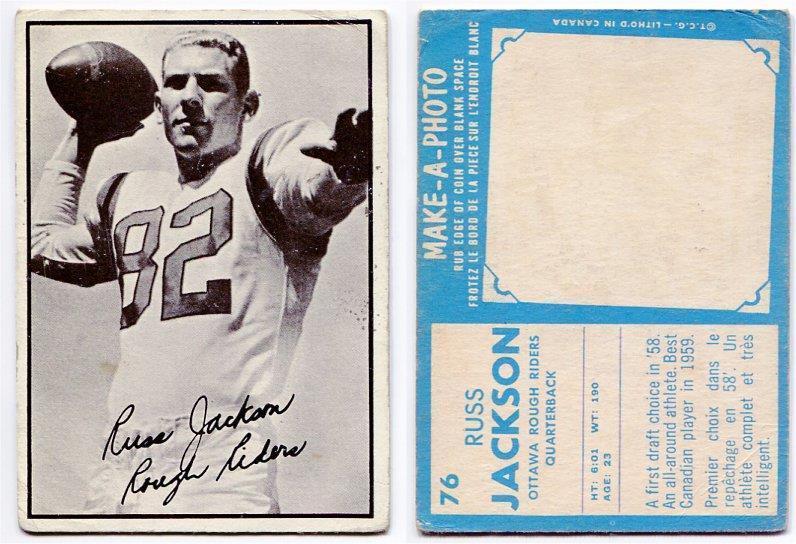 82
Russ Jackson
Rough Riders
©T.C.G. – LITHO'D IN CANADA
MAKE-A-PHOTO
RUB EDGE OF COIN OVER BLANK SPACE
FROTEZ LE BORD DE LA PIECE SUR L'ENDROIT BLANC
76
RUSS
JACKSON
OTTAWA ROUGH RIDERS
QUARTERBACK
HT: 6:01 WT: 190
AGE: 23
A first draft choice in '58.
An all-around athlete. Best
Canadian player in 1959.
Premier choix dans le
repêchage en 58'. Un
athlète complet et très
intelligent.